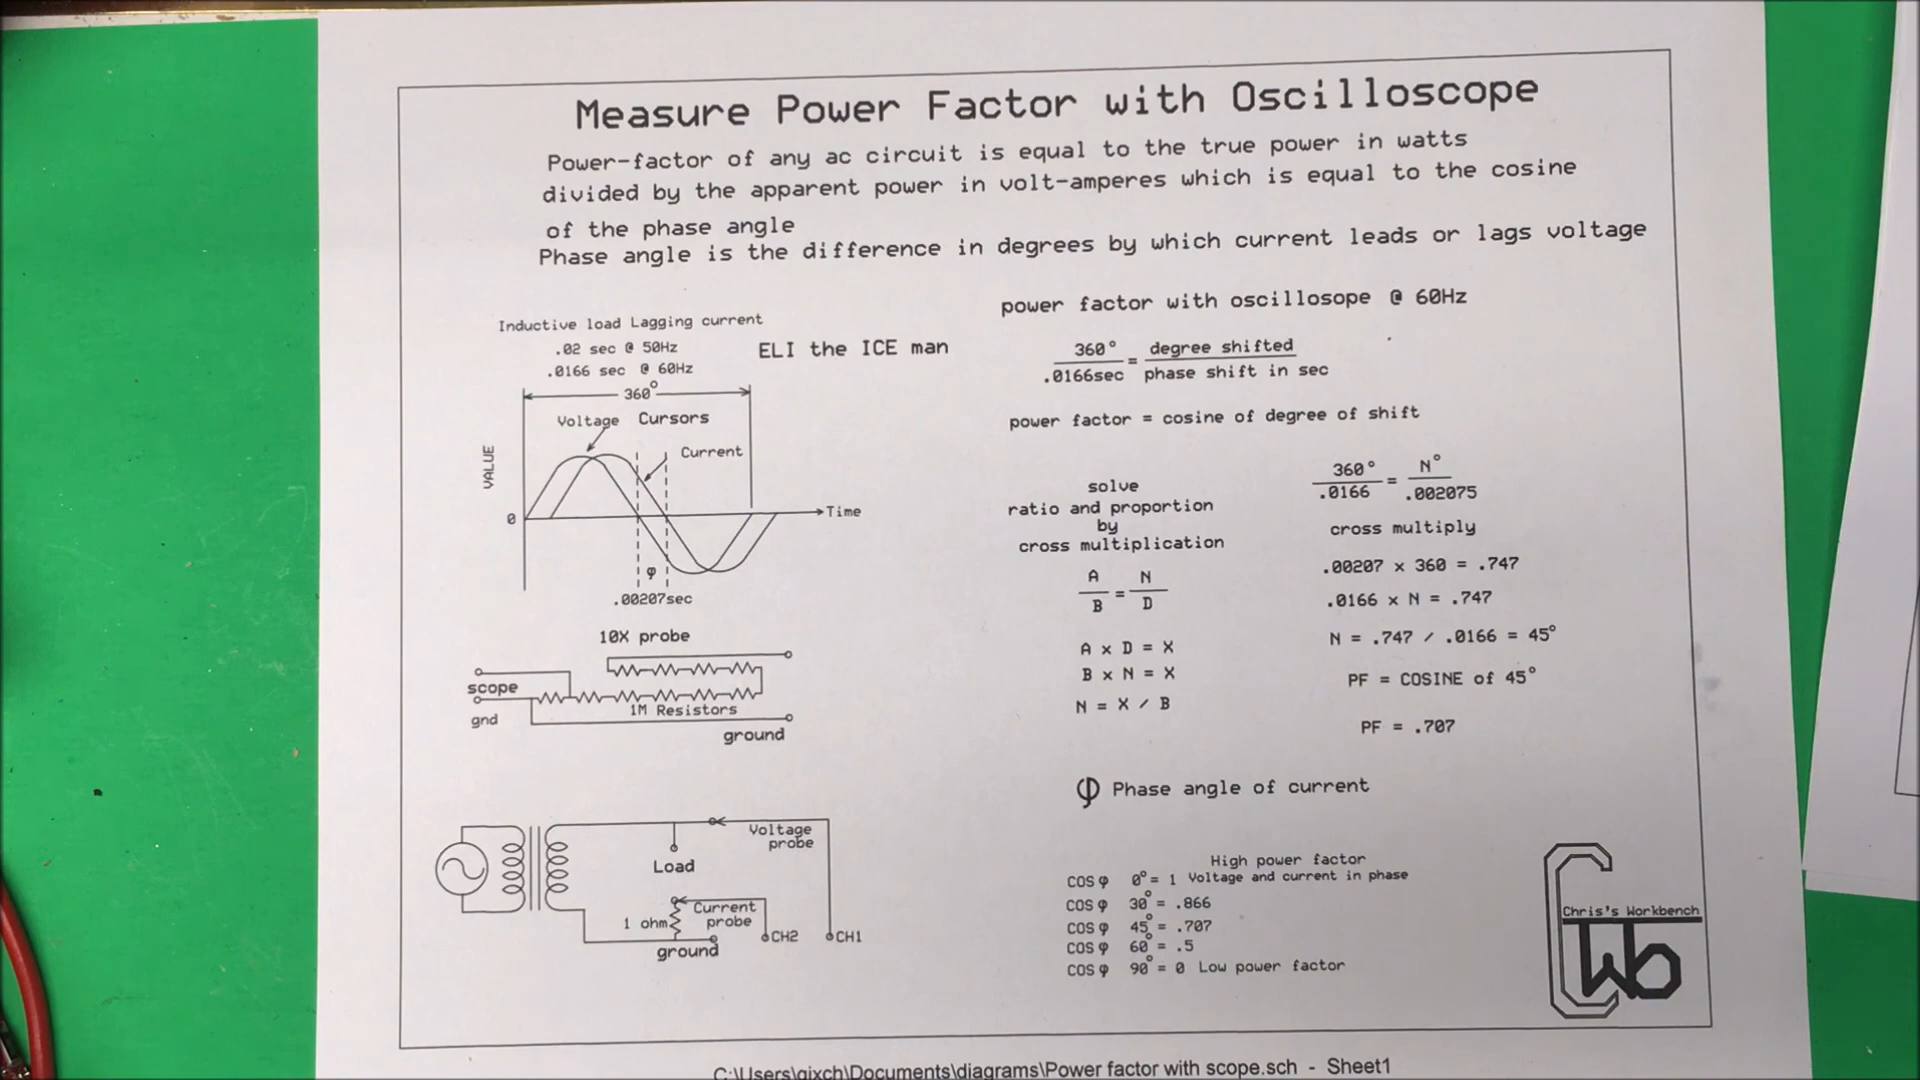 Measure Power Factor with Oscilloscope
Power-factor of any ac circuit is equal to the true power in watts
divided by the apparent power in volt-amperes which is equal to the cosine
of the phase angle
Phase angle is the difference in degrees by which current leads or lags voltage
Inductive load Lagging current
.02 sec @ 50Hz
.0166 sec @ 60Hz
ELI the ICE man
360°
Voltage Cursors
Current
VALUE
0
Time
φ
.00207sec
10X probe
scope
gnd
1M Resistors
ground
Voltage
probe
Load
Current
probe
1 ohm
CH2
CH1
ground
power factor with oscillosope @ 60Hz
360° = degree shifted
.0166sec phase shift in sec
power factor = cosine of degree of shift
solve
ratio and proportion
by
cross multiplication
A = N
B D
A x D = X
B x N = X
N = X / B
360° = N°
.0166 .002075
cross multiply
.00207 x 360 = .747
.0166 x N = .747
N = .747 / .0166 = 45°
PF = COSINE of 45°
PF = .707
φ Phase angle of current
High power factor
COS φ 0° = 1 Voltage and current in phase
COS φ 30° = .866
COS φ 45° = .707
COS φ 60° = .5
COS φ 90° = 0 Low power factor
Chris's Workbench
CWb
C:\Users\gixch\Documents\diagrams\Power factor with scope.sch - Sheet1